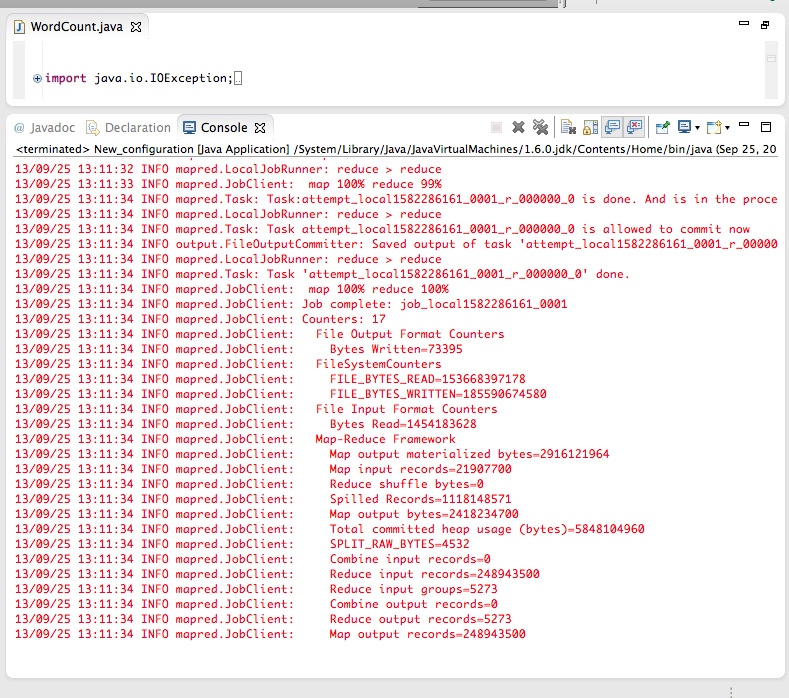 WordCount.java
import java.io.IOException;
@ Javadoc Declaration Console
<terminated> New_configuration [Java Application] /System/Library/Java/JavaVirtualMachines/1.6.0.jdk/Contents/Home/bin/java (Sep 25, 20
13/09/25 13:11:32 INFO mapred.LocalJobRunner: reduce > reduce
13/09/25 13:11:33 INFO mapred.JobClient:  map 100% reduce 99%
13/09/25 13:11:34 INFO mapred.Task: Task:attempt_local1582286161_0001_r_000000_0 is done. And is in the proce
13/09/25 13:11:34 INFO mapred.LocalJobRunner: reduce > reduce
13/09/25 13:11:34 INFO mapred.Task: Task attempt_local1582286161_0001_r_000000_0 is allowed to commit now
13/09/25 13:11:34 INFO output.FileOutputCommitter: Saved output of task 'attempt_local1582286161_0001_r_00000
13/09/25 13:11:34 INFO mapred.LocalJobRunner: reduce > reduce
13/09/25 13:11:34 INFO mapred.Task: Task 'attempt_local1582286161_0001_r_000000_0' done.
13/09/25 13:11:34 INFO mapred.JobClient:  map 100% reduce 100%
13/09/25 13:11:34 INFO mapred.JobClient: Job complete: job_local1582286161_0001
13/09/25 13:11:34 INFO mapred.JobClient: Counters: 17
13/09/25 13:11:34 INFO mapred.JobClient:   File Output Format Counters
13/09/25 13:11:34 INFO mapred.JobClient:     Bytes Written=73395
13/09/25 13:11:34 INFO mapred.JobClient:   FileSystemCounters
13/09/25 13:11:34 INFO mapred.JobClient:     FILE_BYTES_READ=153668397178
13/09/25 13:11:34 INFO mapred.JobClient:     FILE_BYTES_WRITTEN=185590674580
13/09/25 13:11:34 INFO mapred.JobClient:   File Input Format Counters
13/09/25 13:11:34 INFO mapred.JobClient:     Bytes Read=1454183628
13/09/25 13:11:34 INFO mapred.JobClient:   Map-Reduce Framework
13/09/25 13:11:34 INFO mapred.JobClient:     Map output materialized bytes=2916121964
13/09/25 13:11:34 INFO mapred.JobClient:     Map input records=21907700
13/09/25 13:11:34 INFO mapred.JobClient:     Reduce shuffle bytes=0
13/09/25 13:11:34 INFO mapred.JobClient:     Spilled Records=1118148571
13/09/25 13:11:34 INFO mapred.JobClient:     Map output bytes=2418234700
13/09/25 13:11:34 INFO mapred.JobClient:     Total committed heap usage (bytes)=5848104960
13/09/25 13:11:34 INFO mapred.JobClient:     SPLIT_RAW_BYTES=4532
13/09/25 13:11:34 INFO mapred.JobClient:     Combine input records=0
13/09/25 13:11:34 INFO mapred.JobClient:     Reduce input records=248943500
13/09/25 13:11:34 INFO mapred.JobClient:     Reduce input groups=5273
13/09/25 13:11:34 INFO mapred.JobClient:     Combine output records=0
13/09/25 13:11:34 INFO mapred.JobClient:     Reduce output records=5273
13/09/25 13:11:34 INFO mapred.JobClient:     Map output records=248943500